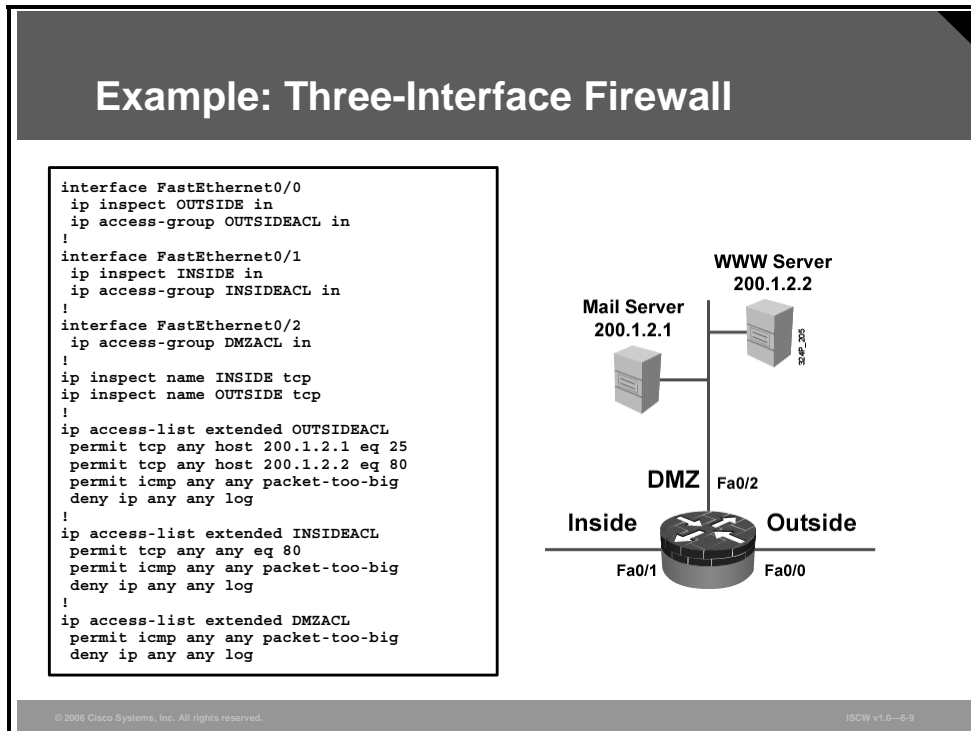 Example: Three-Interface Firewall
interface FastEthernet0/0
 ip inspect OUTSIDE in
 ip access-group OUTSIDEACL in
!
interface FastEthernet0/1
 ip inspect INSIDE in
 ip access-group INSIDEACL in
!
interface FastEthernet0/2
 ip access-group DMZACL in
!
ip inspect name INSIDE tcp
ip inspect name OUTSIDE tcp
!
ip access-list extended OUTSIDEACL
 permit tcp any host 200.1.2.1 eq 25
 permit tcp any host 200.1.2.2 eq 80
 permit icmp any any packet-too-big
 deny ip any any log
!
ip access-list extended INSIDEACL
 permit tcp any any eq 80
 permit icmp any any packet-too-big
 deny ip any any log
!
ip access-list extended DMZACL
 permit icmp any any packet-too-big
 deny ip any any log
WWW Server
200.1.2.2
Mail Server
200.1.2.1
324P_205
DMZ
Fa0/2
Inside
Outside
Fa0/1
Fa0/0
© 2006 Cisco Systems, Inc. All rights reserved.
ISCW v1.0—6-9